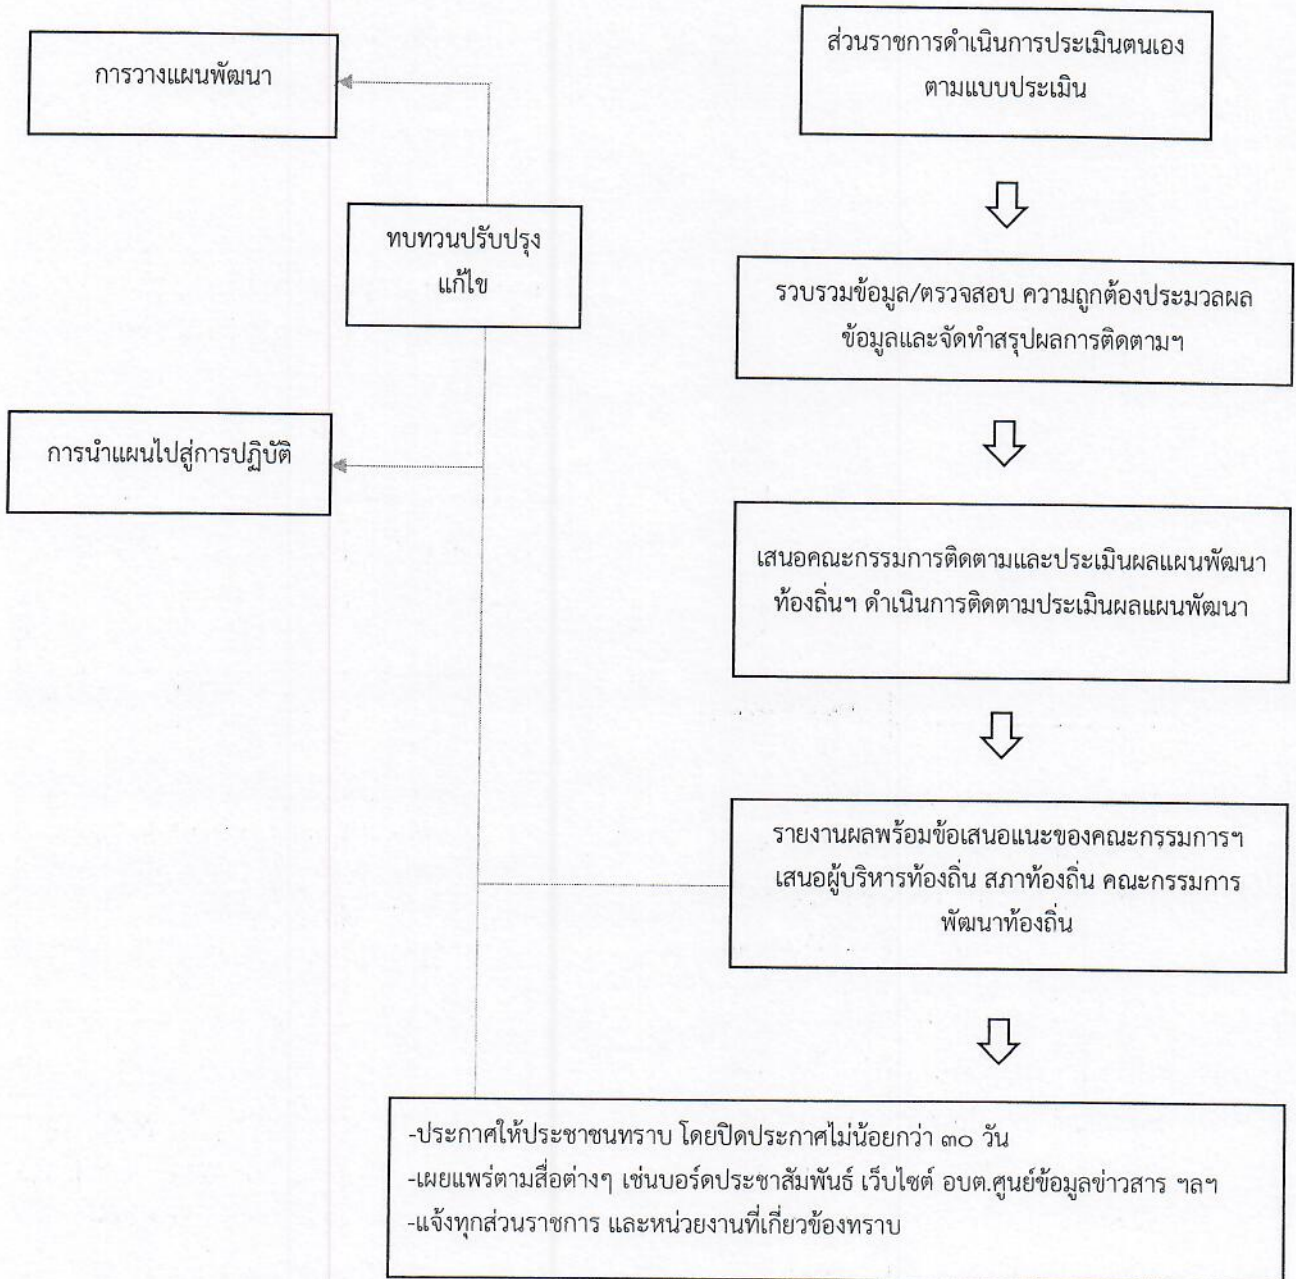 ส่วนราชการดำเนินการประเมินตนเอง
ตามแบบประเมิน
การวางแผนพัฒนา
ทบทวนปรับปรุง
แก้ไข
รวบรวมข้อมูล/ตรวจสอบ ความถูกต้องประมวลผล
ข้อมูลและจัดทำสรุปผลการติดตามฯ
การนำแผนไปสู่การปฏิบัติ
เสนอคณะกรรมการติดตามและประเมินผลแผนพัฒนา
ท้องถิ่นฯ ดำเนินการติดตามประเมินผลแผนพัฒนา
รายงานผลพร้อมข้อเสนอแนะของคณะกรรมการฯ
เสนอผู้บริหารท้องถิ่น สภาท้องถิ่น คณะกรรมการ
พัฒนาท้องถิ่น
-ประกาศให้ประชาชนทราบ โดยปิดประกาศไม่น้อยกว่า ๓๐ วัน
-เผยแพร่ตามสื่อต่างๆ เช่นบอร์ดประชาสัมพันธ์ เว็บไซต์ อบต.ศูนย์ข้อมูลข่าวสาร ฯลฯ
-แจ้งทุกส่วนราชการ และหน่วยงานที่เกี่ยวข้องทราบ